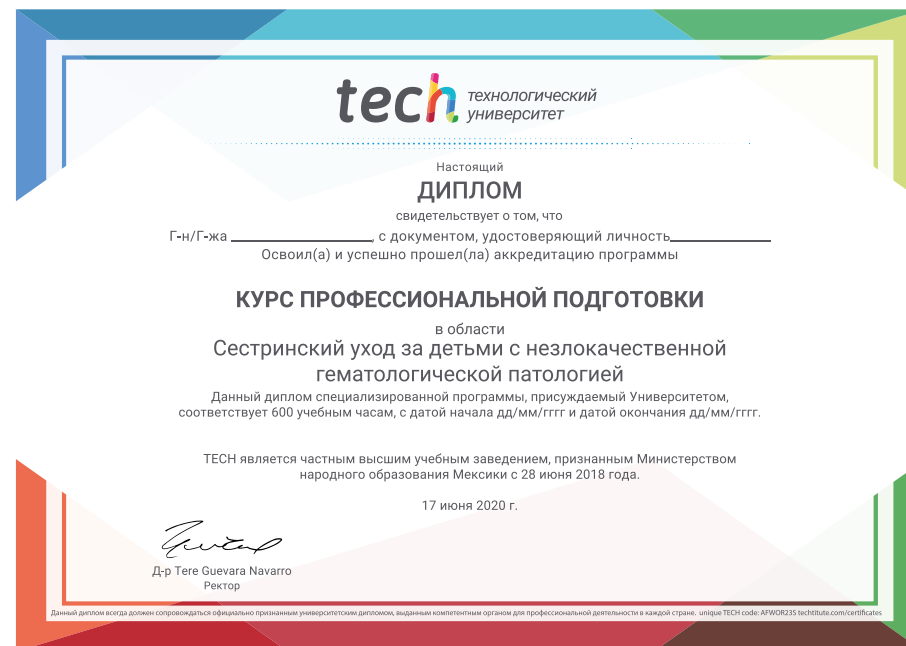 tech технологический
университет
Настоящий
ДИПЛОМ
свидетельствует о том, что
Г-н/Г-жа ____________________, с документом, удостоверяющий личность______________
Освоил(а) и успешно прошел(ла) аккредитацию программы
КУРС ПРОФЕССИОНАЛЬНОЙ ПОДГОТОВКИ
в области
Сестринский уход за детьми с незлокачественной
гематологической патологией
Данный диплом специализированной программы, присуждаемый Университетом,
соответствует 600 учебным часам, с датой начала дд/мм/гггг и датой окончания дд/мм/гггг.
TECH является частным высшим учебным заведением, признанным Министерством
народного образования Мексики с 28 июня 2018 года.
17 июня 2020 г.
Д-р Tere Guevara Navarro
Ректор
Данный диплом всегда должен сопровождаться официально признанным университетским дипломом, выданным компетентным органом для профессиональной деятельности в каждой стране. unique TECH code: AFWOR23S techtitute.com/certificates